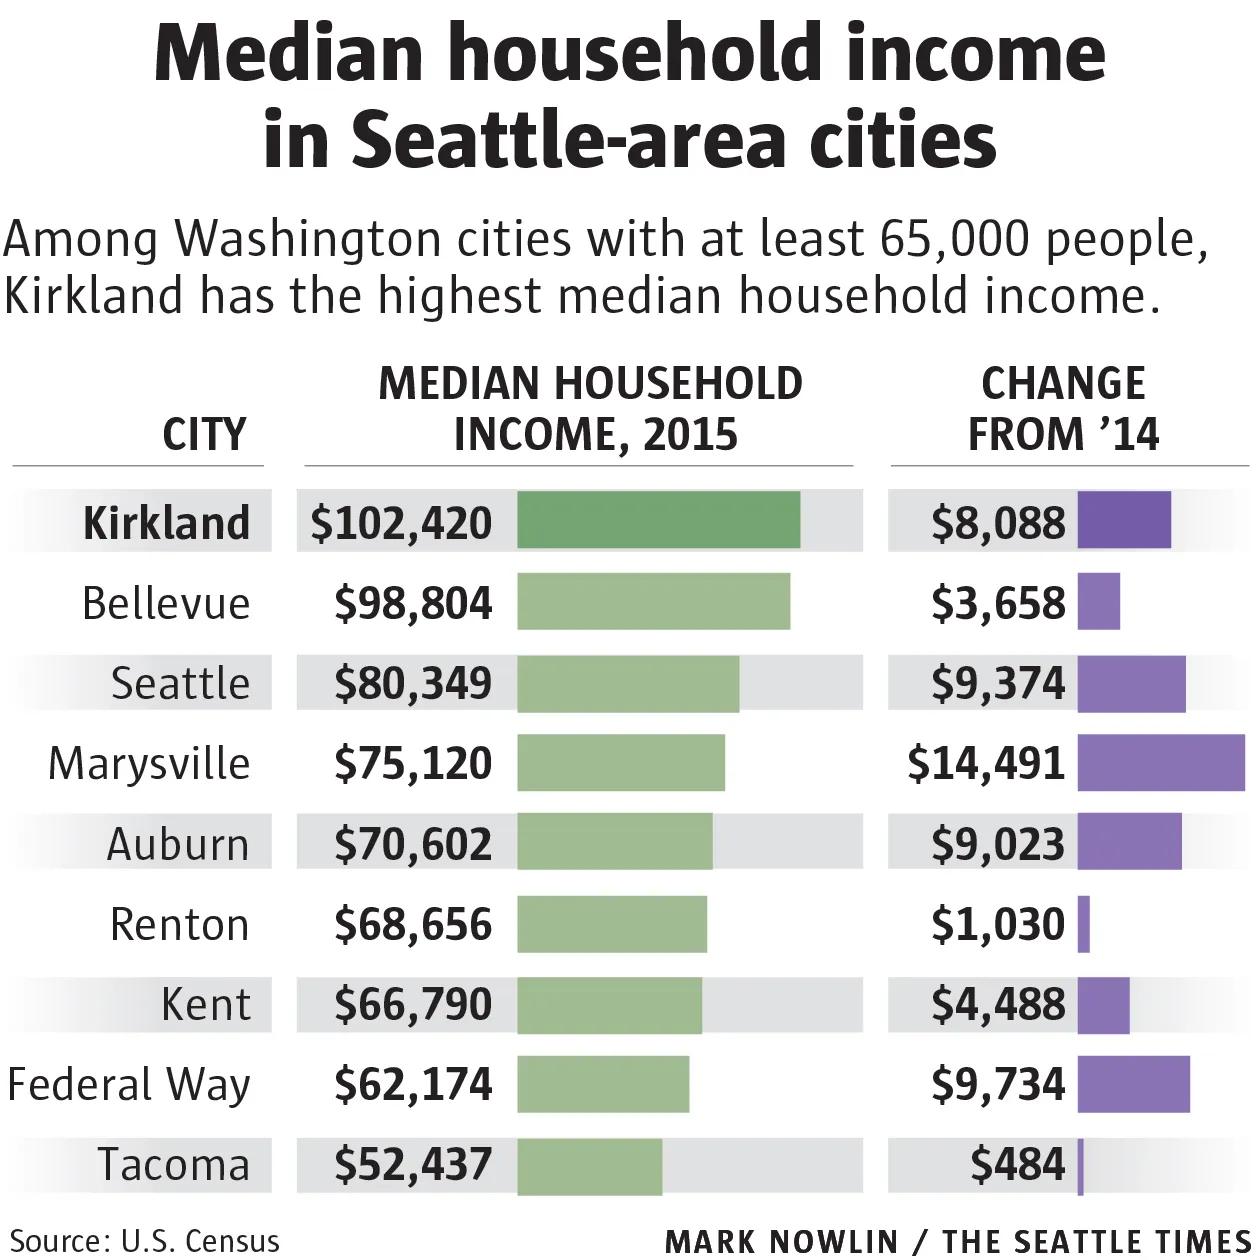 Median household income
in Seattle-area cities
Among Washington cities with at least 65,000 people,
Kirkland has the highest median household income.
CITY MEDIAN HOUSEHOLD INCOME, 2015 CHANGE FROM ’14
Kirkland $102,420 $8,088
Bellevue $98,804 $3,658
Seattle $80,349 $9,374
Marysville $75,120 $14,491
Auburn $70,602 $9,023
Renton $68,656 $1,030
Kent $66,790 $4,488
Federal Way $62,174 $9,734
Tacoma $52,437 $484
Source: U.S. Census MARK NOWLIN / THE SEATTLE TIMES